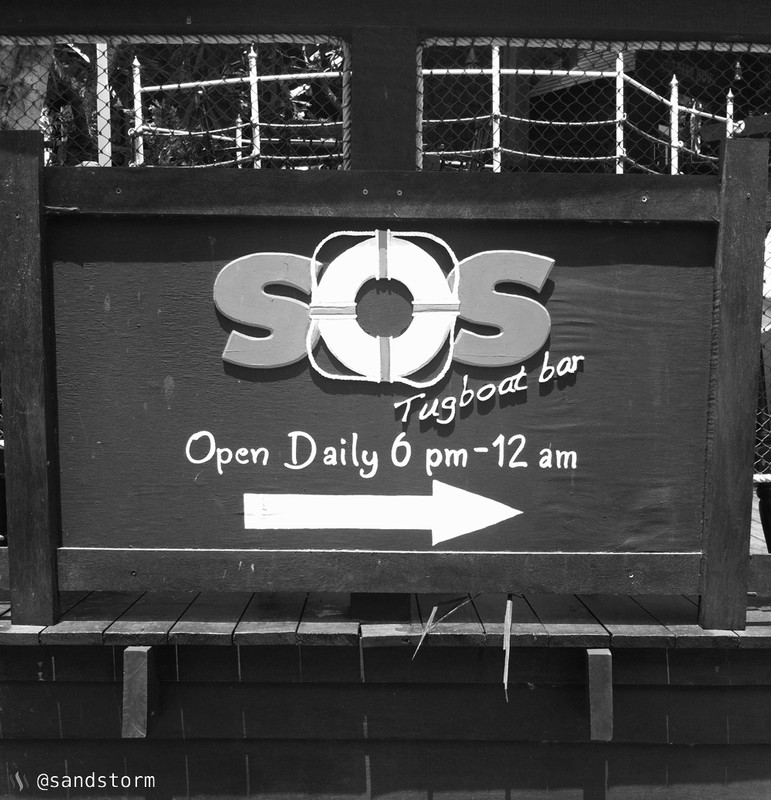 SOS
Tugboat bar
Open Daily 6 pm-12 am
@sandstorm